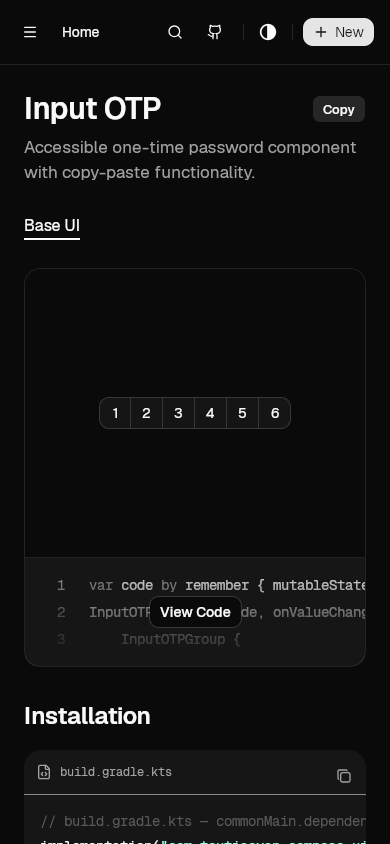 Home
New
Input OTP
Copy
Accessible one-time password component
with copy-paste functionality.
Base UI
1 2 3 4 5 6
1 var code by remember { mutableState
2 InputOTP de, onValueChang
View Code
3 InputOTPGroup {
Installation
build.gradle.kts
// build.gradle.kts — commonMain.dependen